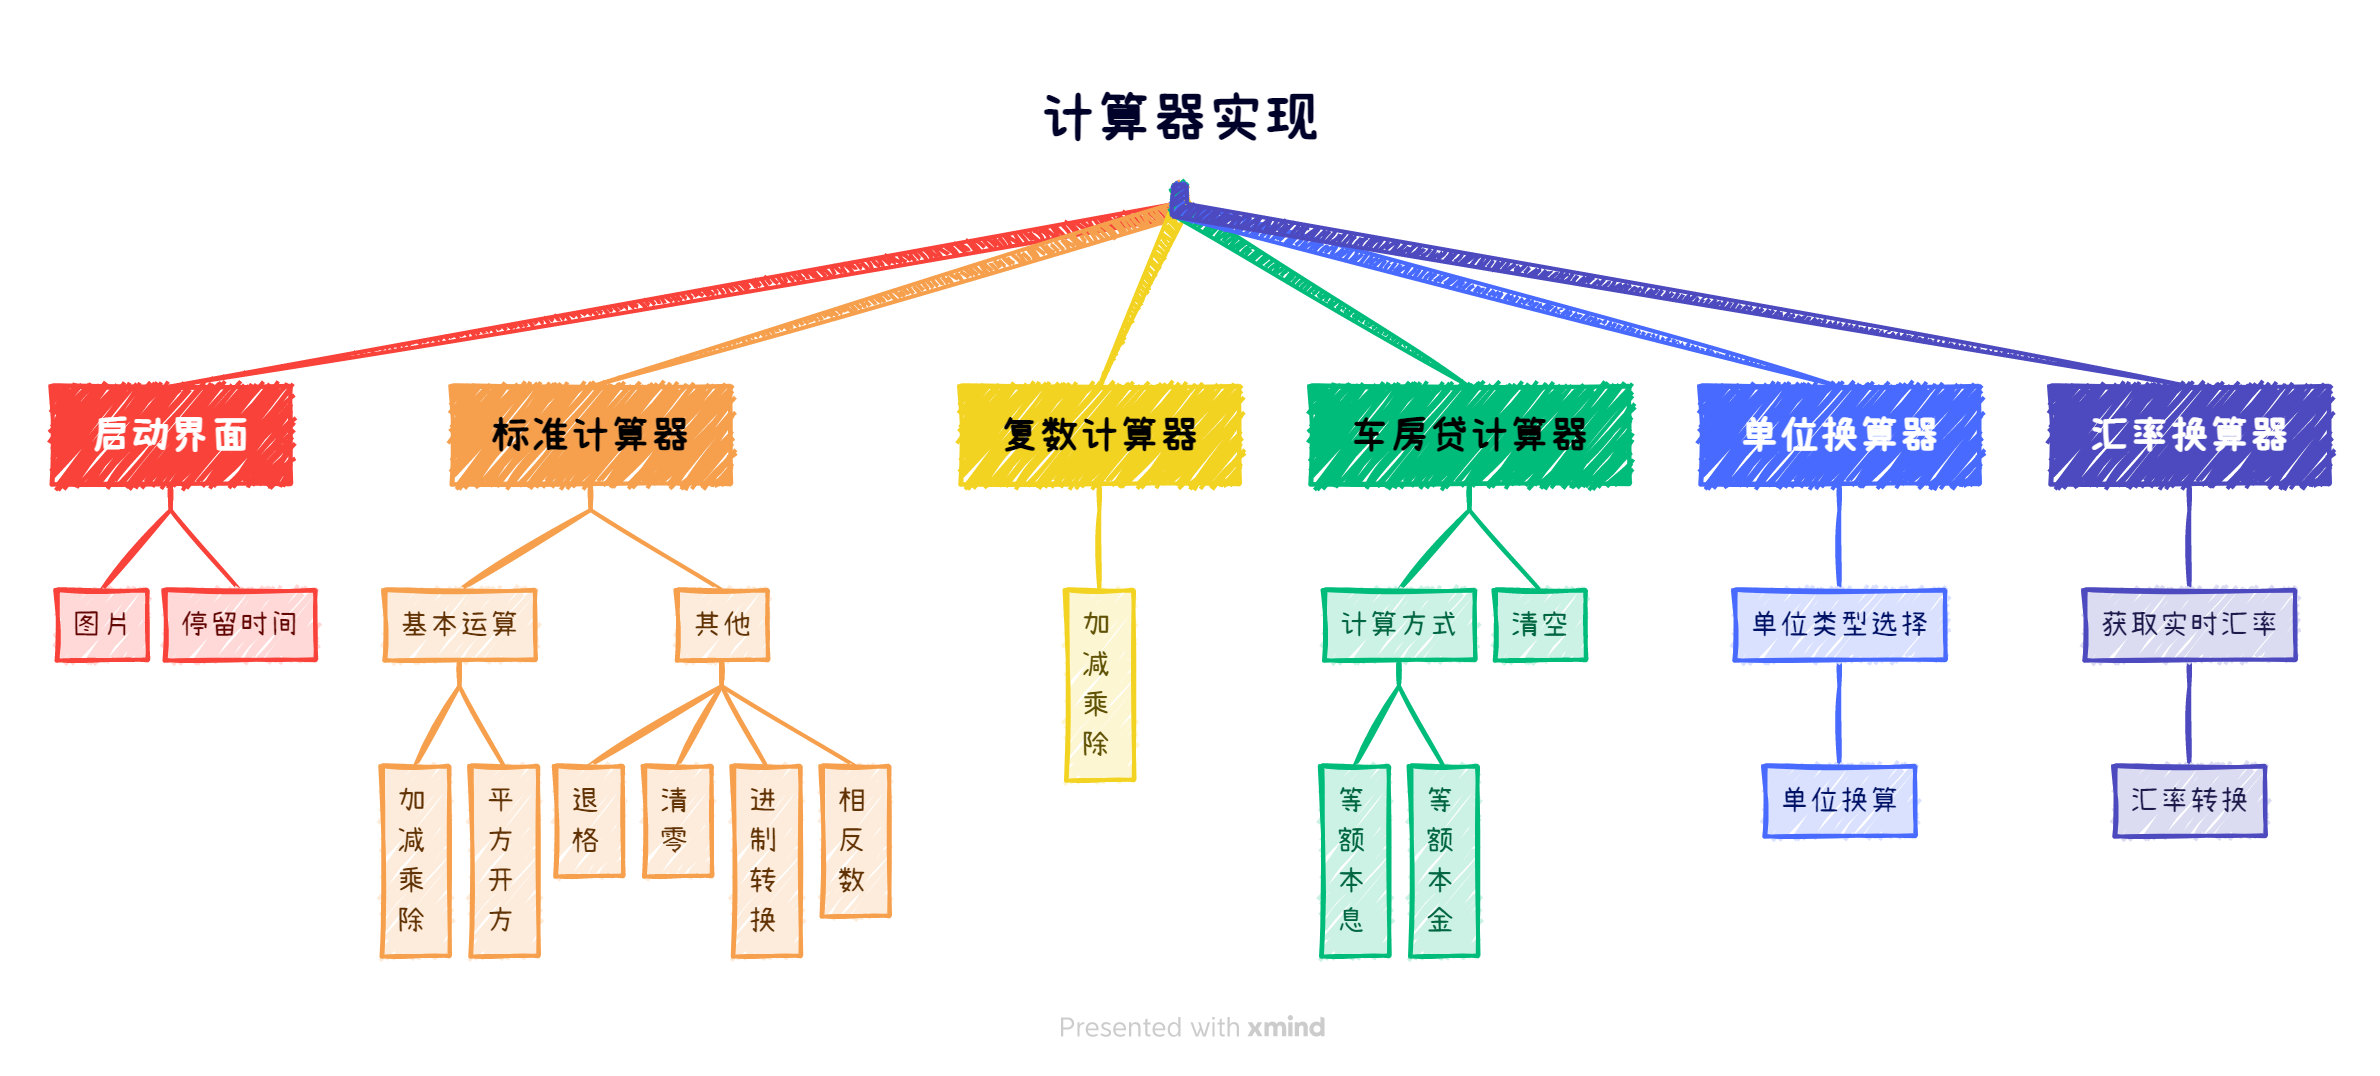 计算器实现
启动界面
标准计算器
复数计算器
车房贷计算器
单位换算器
汇率换算器
图片
停留时间
基本运算
其他
加
减
乘
除
计算方式
清空
单位类型选择
获取实时汇率
加
减
乘
除
平
方
开
方
退
格
清
零
进
制
转
换
相
反
数
等
额
本
息
等
额
本
金
单位换算
汇率转换
Presented with xmind